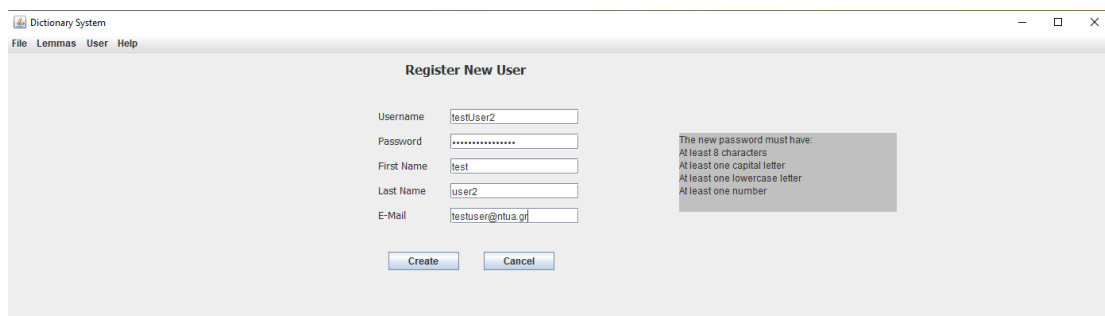 Dictionary System
File Lemmas User Help
Register New User
Username testUser2
Password ••••••••••••••••
First Name test
Last Name user2
E-Mail testuser@ntua.gr
The new password must have:
At least 8 characters
At least one capital letter
At least one lowercase letter
At least one number
Create Cancel